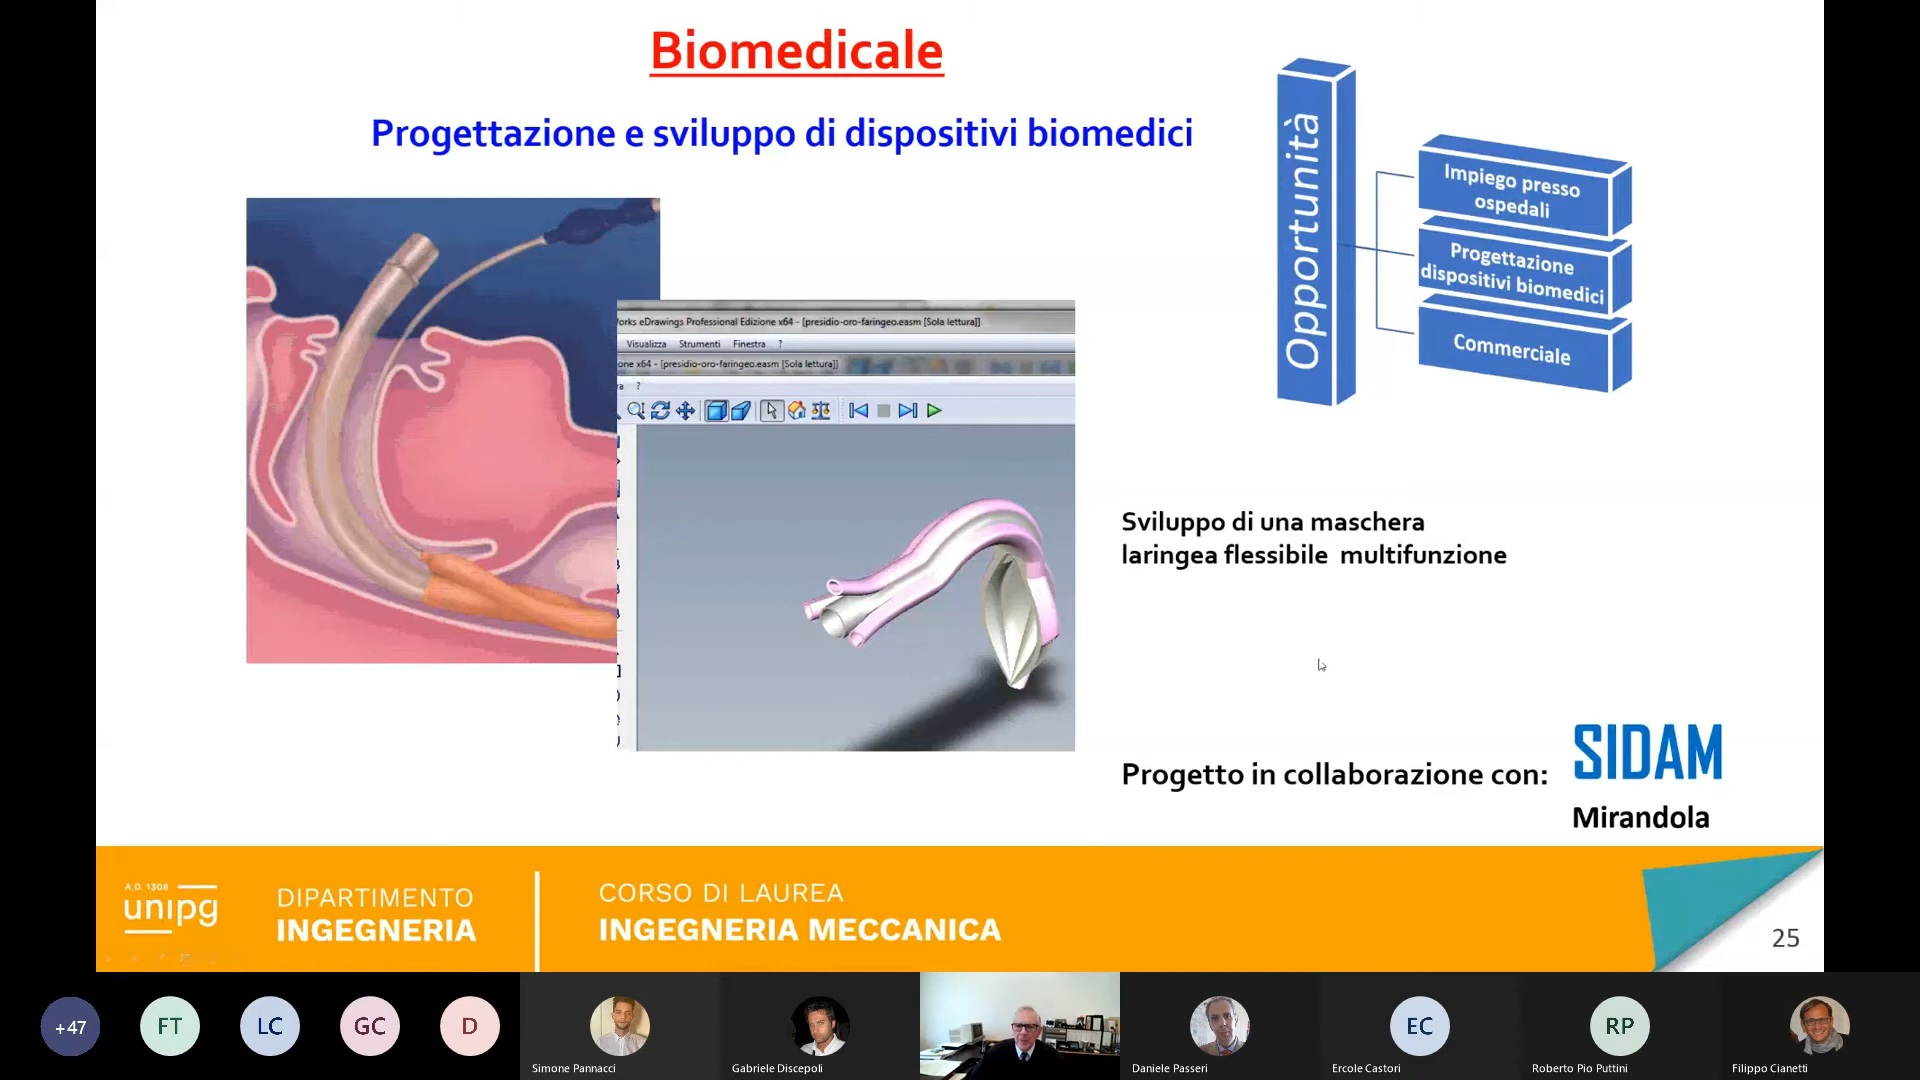 Biomedicale
Progettazione e sviluppo di dispositivi biomedici
Opportunità
Impiego presso
ospedali
Progettazione
dispositivi biomedici
Commerciale
orks eDrawings Professional Edizione x64 - [presidio-oro-faringeo.easm [Sola lettura]]
Visualizza Strumenti Finestra ?
one x64 - [presidio-oro-faringeo.easm [Sola lettura]]
ra ?
Sviluppo di una maschera
laringea flessibile multifunzione
Progetto in collaborazione con:
SIDAM
Mirandola
A.D. 1308
unipg
DIPARTIMENTO
INGEGNERIA
CORSO DI LAUREA
INGEGNERIA MECCANICA
25
+47
FT
LC
GC
D
EC
RP
Simone Pannacci
Gabriele Discepoli
Daniele Passeri
Ercole Castori
Roberto Pio Puttini
Filippo Cianetti